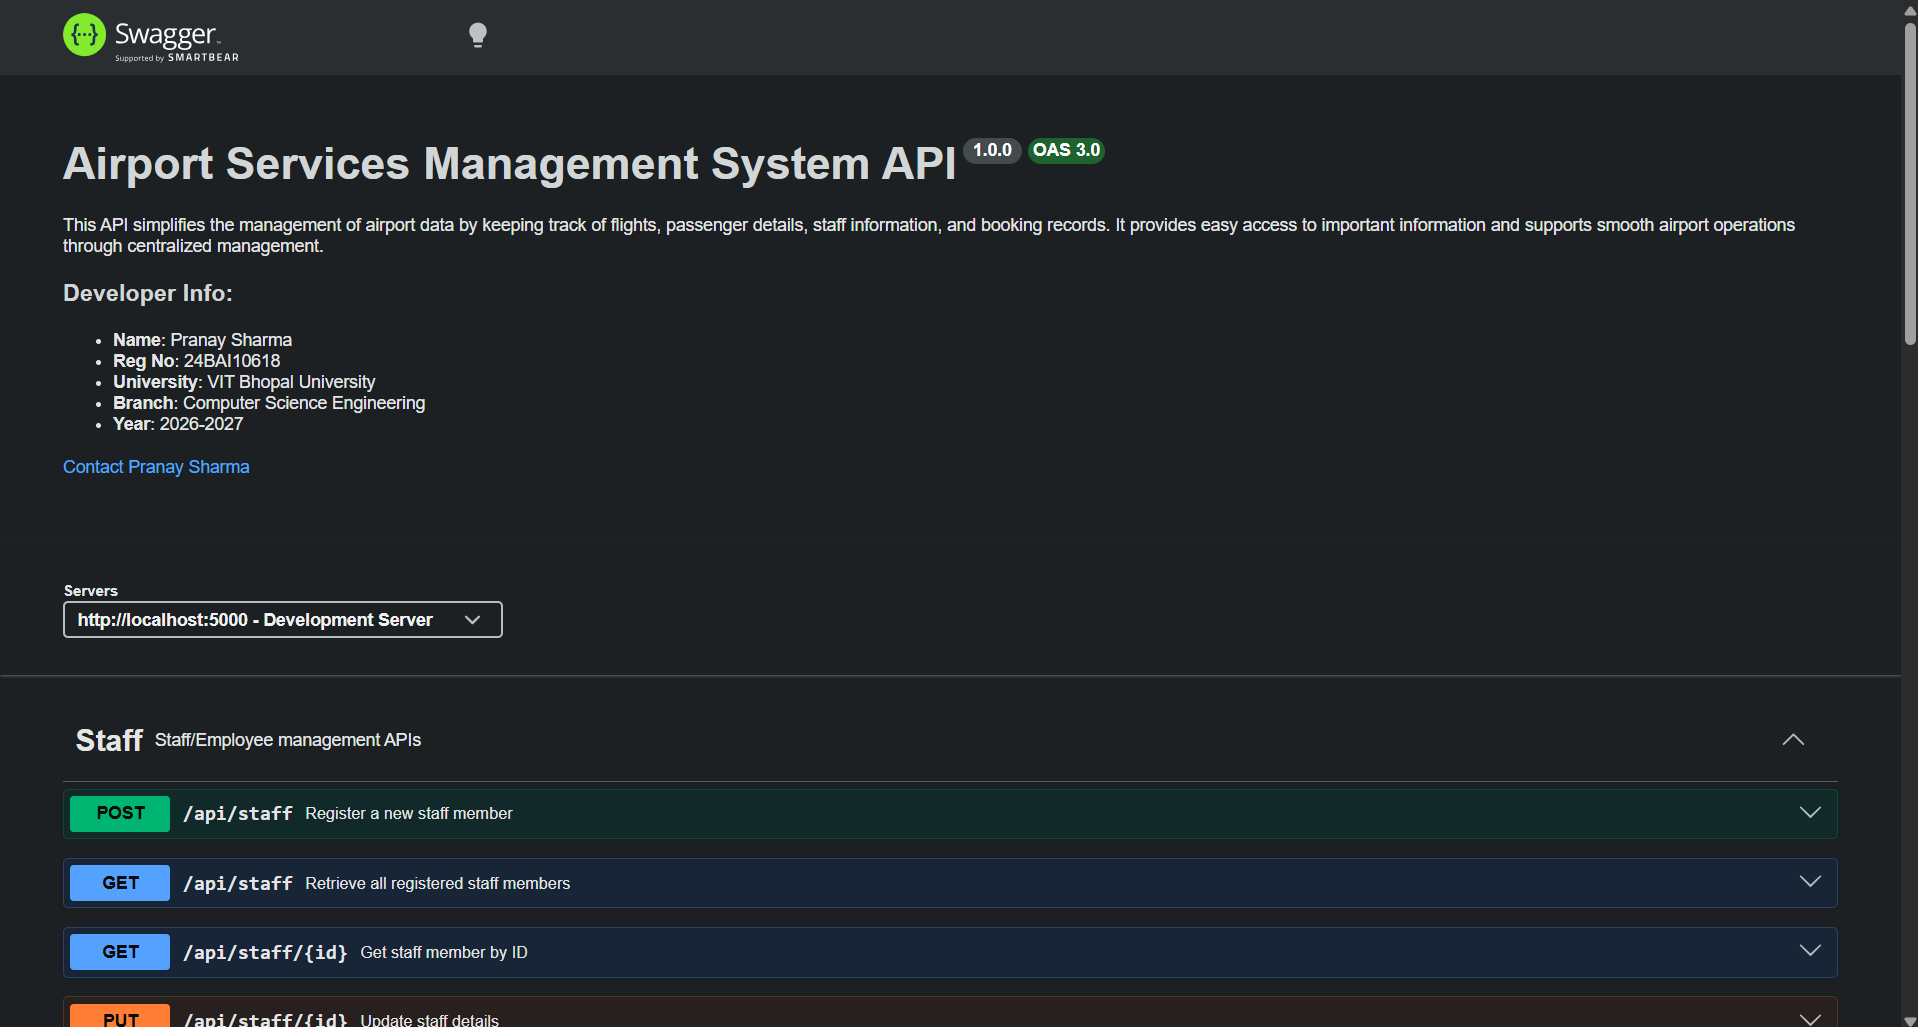 {···} Swagger™
Supported by SMARTBEAR
Airport Services Management System API 1.0.0 OAS 3.0
This API simplifies the management of airport data by keeping track of flights, passenger details, staff information, and booking records. It provides easy access to important information and supports smooth airport operations
through centralized management.
Developer Info:
• Name: Pranay Sharma
• Reg No: 24BAI10618
• University: VIT Bhopal University
• Branch: Computer Science Engineering
• Year: 2026-2027
Contact Pranay Sharma
Servers
http://localhost:5000 - Development Server
Staff Staff/Employee management APIs
POST /api/staff Register a new staff member
GET /api/staff Retrieve all registered staff members
GET /api/staff/{id} Get staff member by ID
PUT /api/staff/{id} Update staff details